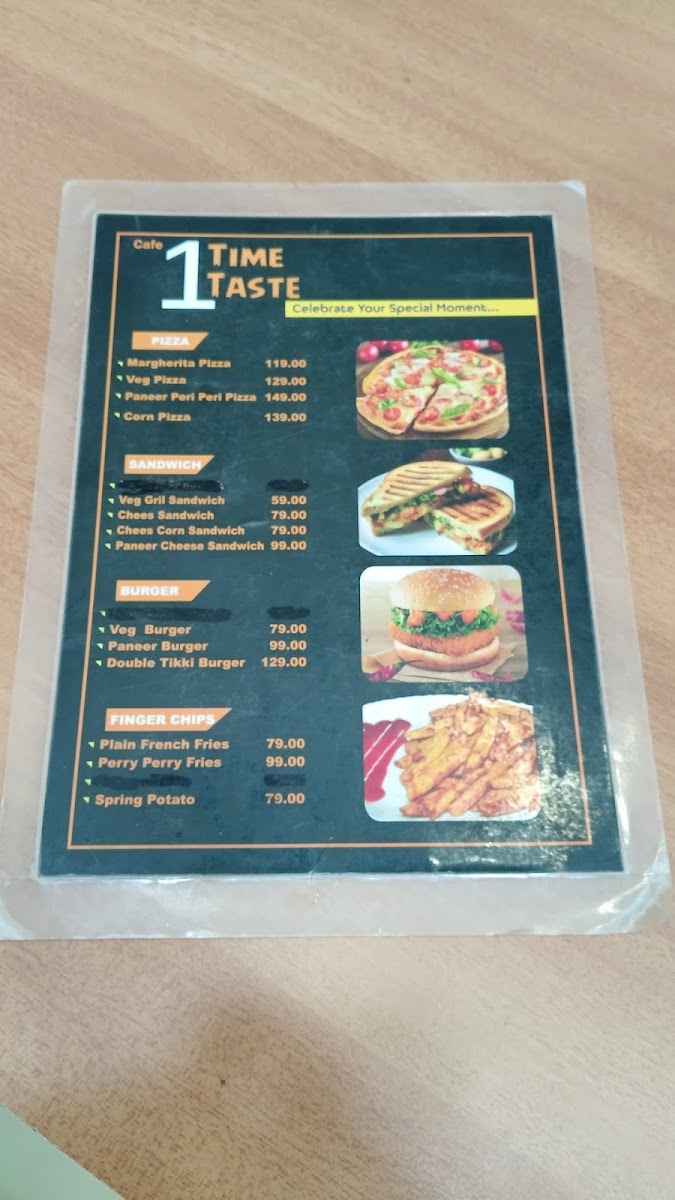 Cafe
1 TIME
TASTE
Celebrate Your Special Moment...
PIZZA
Margherita Pizza 119.00
Veg Pizza 129.00
Paneer Peri Peri Pizza 149.00
Corn Pizza 139.00
SANDWICH
Veg Gril Sandwich 59.00
Chees Sandwich 79.00
Chees Corn Sandwich 79.00
Paneer Cheese Sandwich 99.00
BURGER
Veg Burger 79.00
Paneer Burger 99.00
Double Tikki Burger 129.00
FINGER CHIPS
Plain French Fries 79.00
Perry Perry Fries 99.00
Spring Potato 79.00